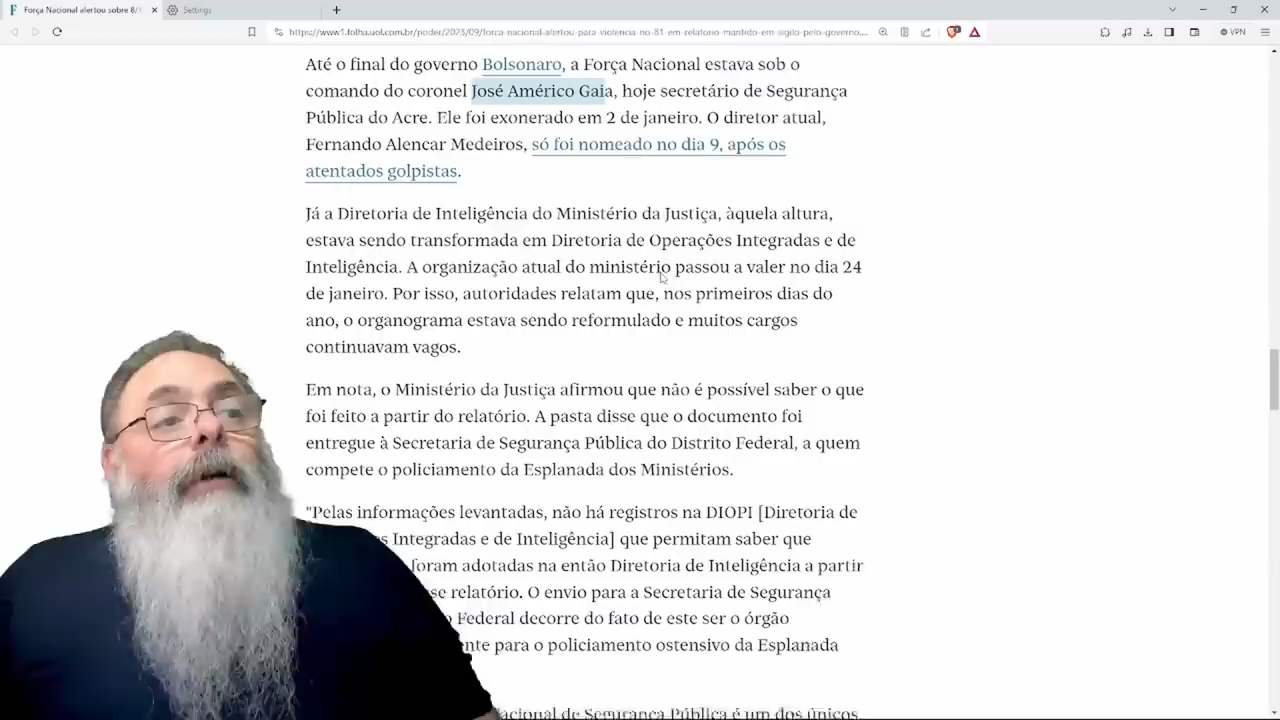 Força Nacional alertou sobre 8/1
Settings
https://www1.folha.uol.com.br/poder/2023/09/forca-nacional-alertou-para-violencia-no-81-em-relatorio-mantido-em-sigilo-pelo-governo...
VPN
Até o final do governo Bolsonaro, a Força Nacional estava sob o
comando do coronel José Américo Gaia, hoje secretário de Segurança
Pública do Acre. Ele foi exonerado em 2 de janeiro. O diretor atual,
Fernando Alencar Medeiros, só foi nomeado no dia 9, após os
atentados golpistas.
Já a Diretoria de Inteligência do Ministério da Justiça, àquela altura,
estava sendo transformada em Diretoria de Operações Integradas e de
Inteligência. A organização atual do ministério passou a valer no dia 24
de janeiro. Por isso, autoridades relatam que, nos primeiros dias do
ano, o organograma estava sendo reformulado e muitos cargos
continuavam vagos.
Em nota, o Ministério da Justiça afirmou que não é possível saber o que
foi feito a partir do relatório. A pasta disse que o documento foi
entregue à Secretaria de Segurança Pública do Distrito Federal, a quem
compete o policiamento da Esplanada dos Ministérios.
"Pelas informações levantadas, não há registros na DIOPI [Diretoria de
Integradas e de Inteligência] que permitam saber que
foram adotadas na então Diretoria de Inteligência a partir
relatório. O envio para a Secretaria de Segurança
Federal decorre do fato de este ser o órgão
para o policiamento ostensivo da Esplanada
de Segurança Pública é um dos únicos